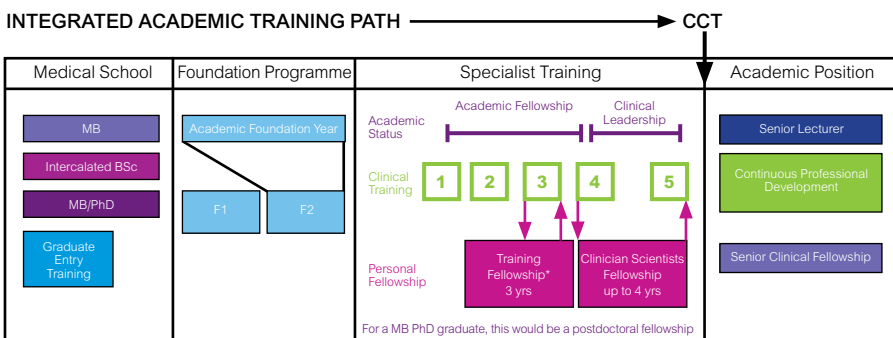 INTEGRATED ACADEMIC TRAINING PATH
CCT
Medical School
Foundation Programme
Specialist Training
Academic Position
MB
Intercalated BSc
MB/PhD
Graduate
Entry
Training
Academic Foundation Year
F1
F2
Academic
Status
Academic Fellowship
Clinical
Leadership
Clinical
Training
1
2
3
4
5
Personal
Fellowship
Training
Fellowship*
3 yrs
Clinician Scientists
Fellowship
up to 4 yrs
For a MB PhD graduate, this would be a postdoctoral fellowship
Senior Lecturer
Continuous Professional
Development
Senior Clinical Fellowship